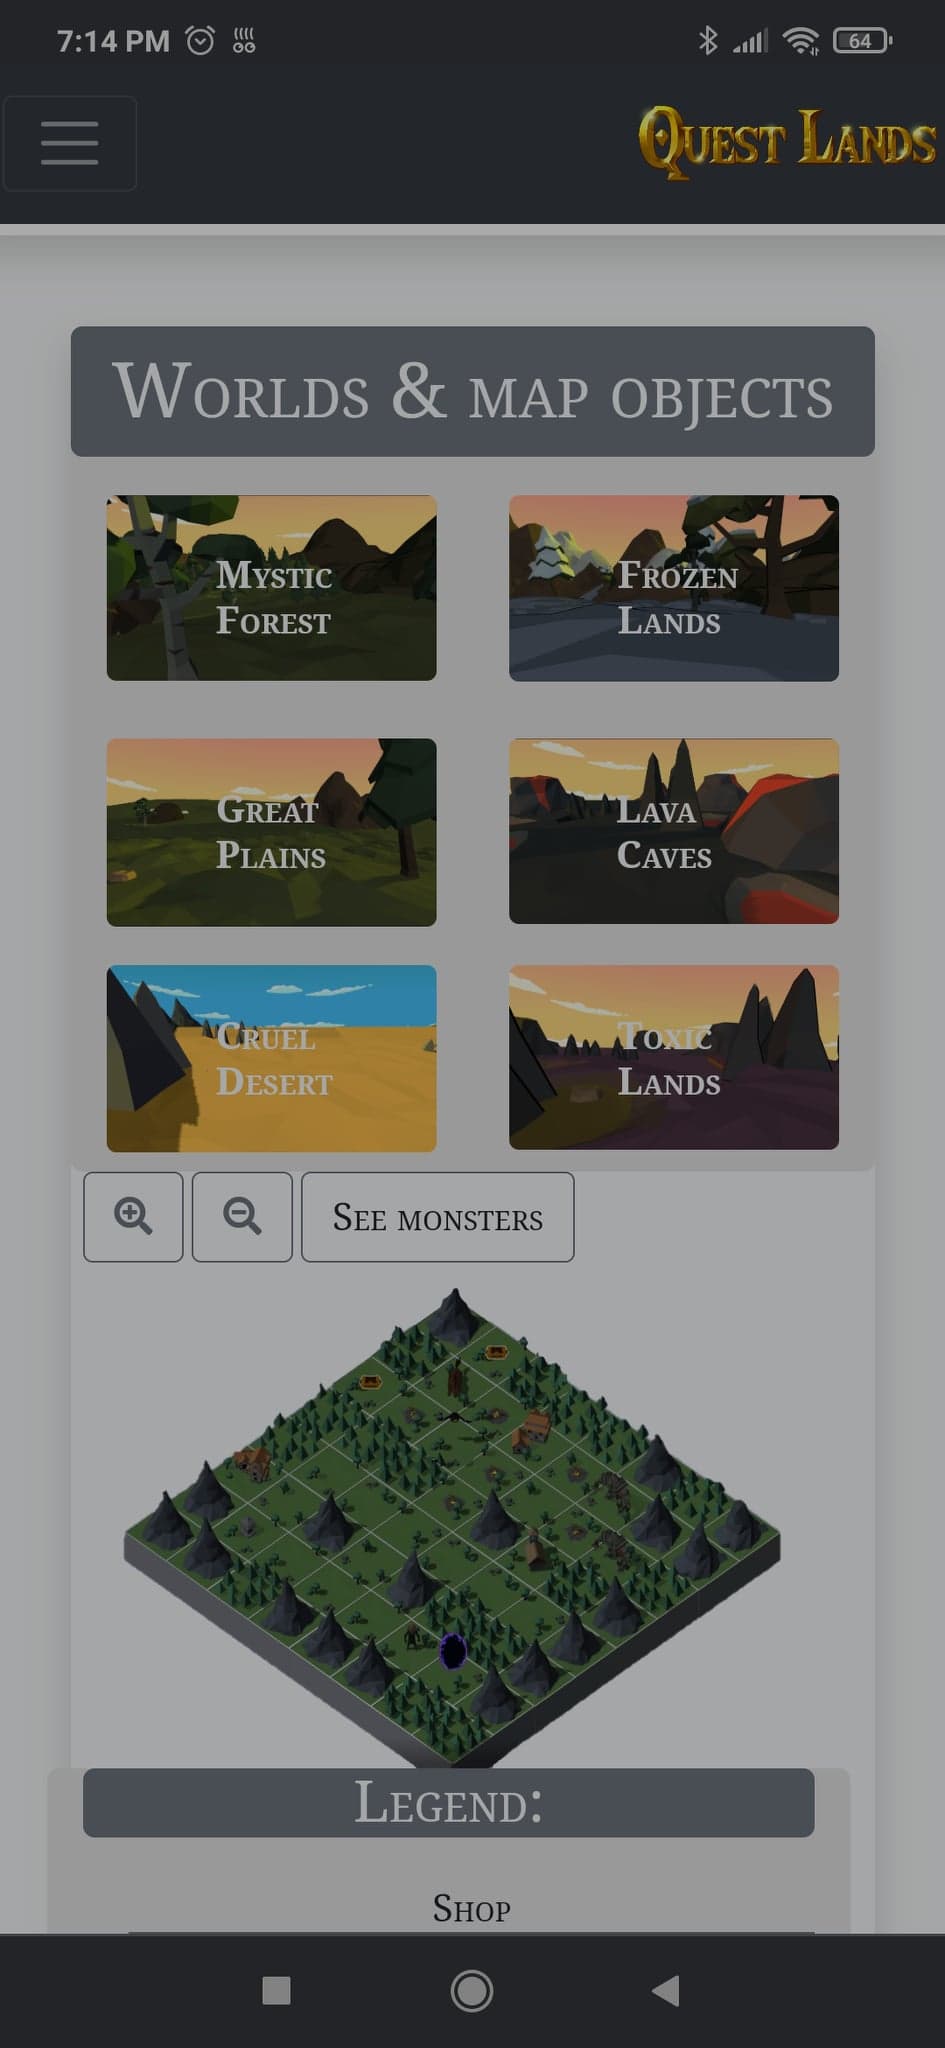 7:14 PM
64
Quest Lands
Worlds & map objects
Mystic
Forest
Frozen
Lands
Great
Plains
Lava
Caves
Cruel
Desert
Toxic
Lands
See monsters
Legend:
Shop